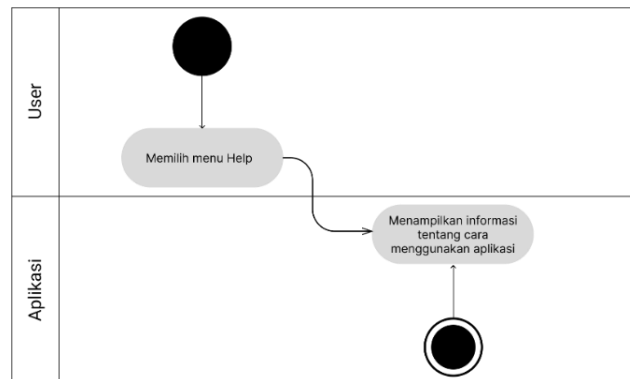 User
Memilih menu Help
Aplikasi
Menampilkan informasi
tentang cara
menggunakan aplikasi